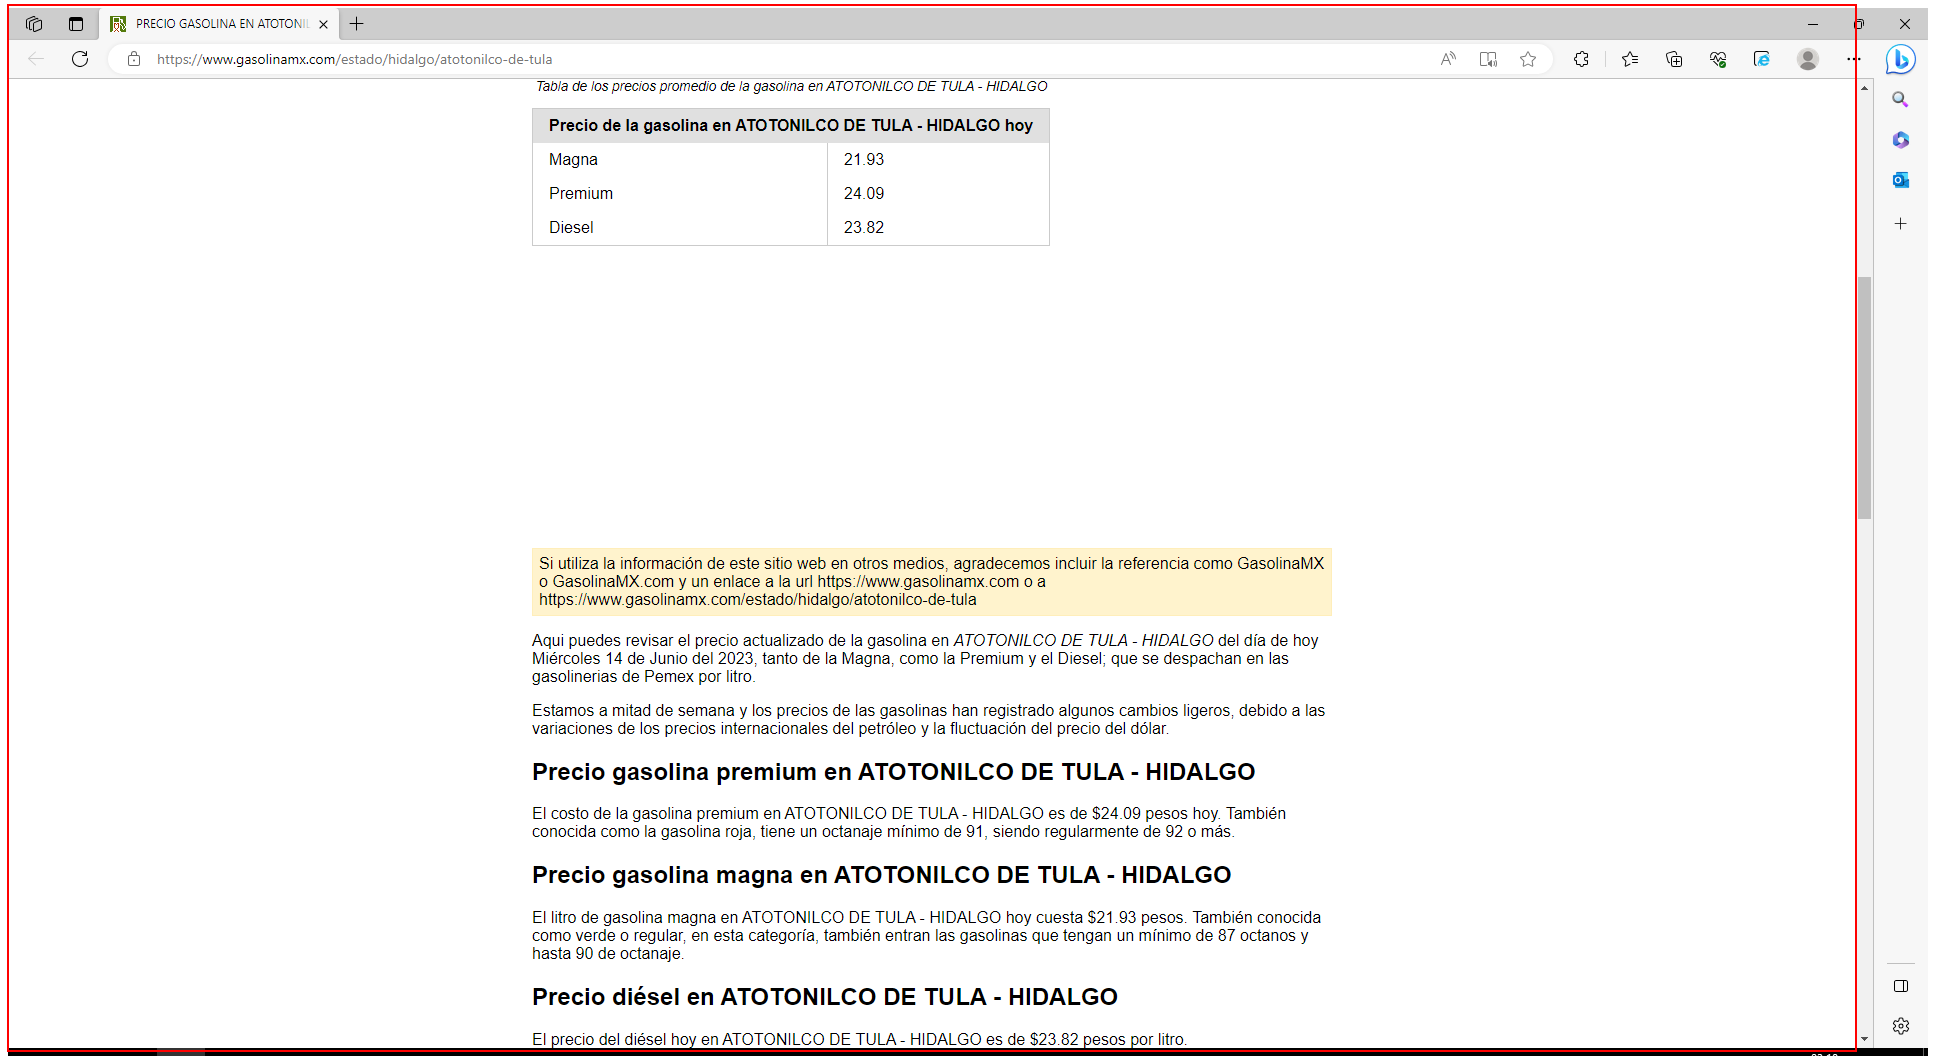 PRECIO GASOLINA EN ATOTONIL
https://www.gasolinamx.com/estado/hidalgo/atotonilco-de-tula
Tabla de los precios promedio de la gasolina en ATOTONILCO DE TULA - HIDALGO
Precio de la gasolina en ATOTONILCO DE TULA - HIDALGO hoy
Magna 21.93
Premium 24.09
Diesel 23.82
Si utiliza la información de este sitio web en otros medios, agradecemos incluir la referencia como GasolinaMX
o GasolinaMX.com y un enlace a la url https://www.gasolinamx.com o a
https://www.gasolinamx.com/estado/hidalgo/atotonilco-de-tula
Aqui puedes revisar el precio actualizado de la gasolina en ATOTONILCO DE TULA - HIDALGO del día de hoy
Miércoles 14 de Junio del 2023, tanto de la Magna, como la Premium y el Diesel; que se despachan en las
gasolinerias de Pemex por litro.
Estamos a mitad de semana y los precios de las gasolinas han registrado algunos cambios ligeros, debido a las
variaciones de los precios internacionales del petróleo y la fluctuación del precio del dólar.
Precio gasolina premium en ATOTONILCO DE TULA - HIDALGO
El costo de la gasolina premium en ATOTONILCO DE TULA - HIDALGO es de $24.09 pesos hoy. También
conocida como la gasolina roja, tiene un octanaje mínimo de 91, siendo regularmente de 92 o más.
Precio gasolina magna en ATOTONILCO DE TULA - HIDALGO
El litro de gasolina magna en ATOTONILCO DE TULA - HIDALGO hoy cuesta $21.93 pesos. También conocida
como verde o regular, en esta categoría, también entran las gasolinas que tengan un mínimo de 87 octanos y
hasta 90 de octanaje.
Precio diésel en ATOTONILCO DE TULA - HIDALGO
El precio del diésel hoy en ATOTONILCO DE TULA - HIDALGO es de $23.82 pesos por litro.